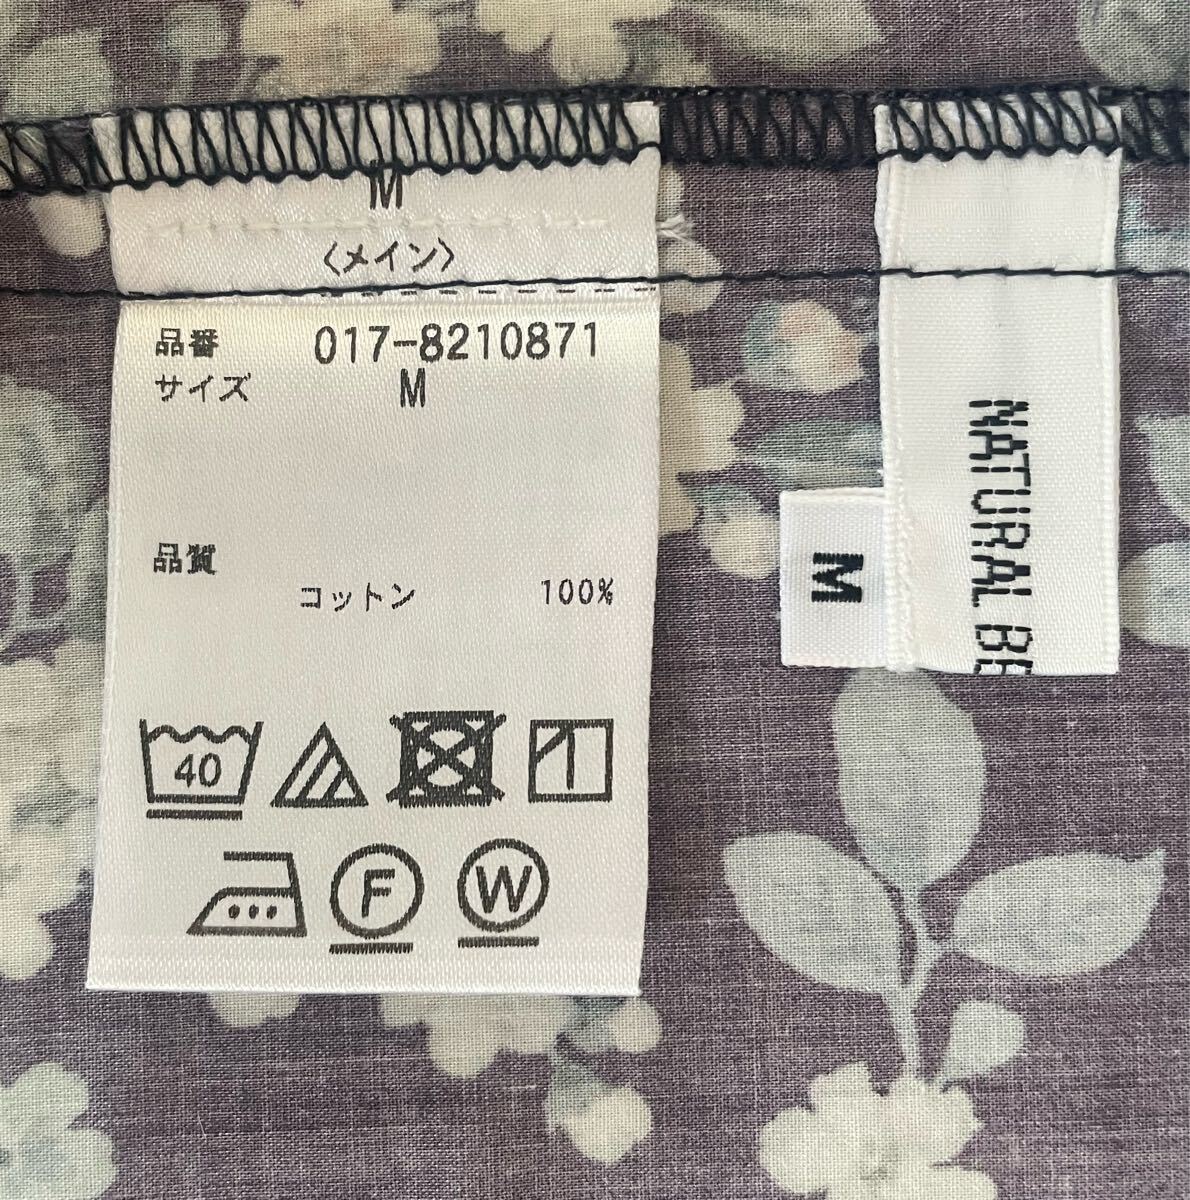 M
〈メイン〉
品番 017-8210871
サイズ M
品質
コットン 100%
40
F
W
M
NATURAL BE